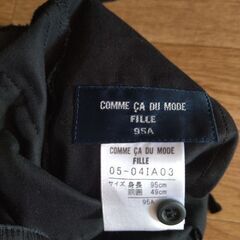 COMME ÇA DU MODE
FILLE
95A
COMME ÇA DU MODE
FILLE
05-04IA03
サイズ 身長 95cm
胴囲 49cm
95A